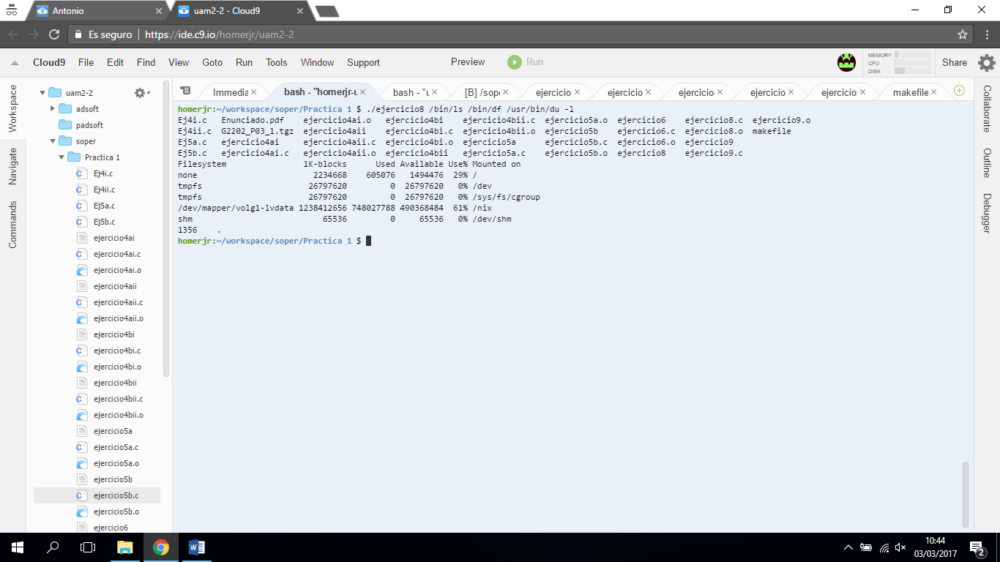 Antonio
uam2-2 - Cloud9
Es seguro | https://ide.c9.io/homerjr/uam2-2
Cloud9 File Edit Find View Goto Run Tools Window Support Preview Run MEMORY CPU DISK Share
Workspace
Navigate
Commands
uam2-2
adsoft
padsoft
soper
Practica 1
Ej4i.c
Ej4ii.c
Ej5a.c
Ej5b.c
ejercicio4ai
ejercicio4ai.c
ejercicio4ai.o
ejercicio4aii
ejercicio4aii.c
ejercicio4aii.o
ejercicio4bi
ejercicio4bi.c
ejercicio4bi.o
ejercicio4bii
ejercicio4bii.c
ejercicio4bii.o
ejercicio5a
ejercicio5a.c
ejercicio5a.o
ejercicio5b
ejercicio5b.c
ejercicio5b.o
ejercicio6
Immedia bash - "homerjr-u bash - "u [B] /sop ejercicio ejercicio ejercicio ejercicio ejercicio makefile
homerjr:~/workspace/soper/Practica 1 $ ./ejercicio8 /bin/ls /bin/df /usr/bin/du -l
Ej4i.c Enunciado.pdf ejercicio4ai.o ejercicio4bi ejercicio4bii.c ejercicio5a.o ejercicio6 ejercicio8.c ejercicio9.o
Ej4ii.c G2202_P03_1.tgz ejercicio4aii ejercicio4bi.c ejercicio4bii.o ejercicio5b ejercicio6.c ejercicio8.o makefile
Ej5a.c ejercicio4ai ejercicio4aii.c ejercicio4bi.o ejercicio5a ejercicio5b.c ejercicio6.o ejercicio9
Ej5b.c ejercicio4ai.c ejercicio4aii.o ejercicio4bii ejercicio5a.c ejercicio5b.o ejercicio8 ejercicio9.c
Filesystem 1K-blocks Used Available Use% Mounted on
none 2234668 605076 1494476 29% /
tmpfs 26797620 0 26797620 0% /dev
tmpfs 26797620 0 26797620 0% /sys/fs/cgroup
/dev/mapper/volg1-lvdata 1238412656 748027788 490368484 61% /nix
shm 65536 0 65536 0% /dev/shm
1356 .
homerjr:~/workspace/soper/Practica 1 $
Collaborate
Outline
Debugger
10:44
03/03/2017
2